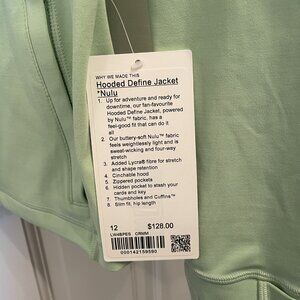 WHY WE MADE THIS
Hooded Define Jacket
*Nulu
1. Up for adventure and ready for
downtime, our fan-favourite
Hooded Define Jacket, powered
by Nulu™ fabric, has a
feel-good fit that can do it
all
2. Our buttery-soft Nulu™ fabric
feels weightlessly light and is
sweat-wicking and four-way
stretch
3. Added Lycra® fibre for stretch
and shape retention
4. Cinchable hood
5. Zippered pockets
6. Hidden pocket to stash your
cards and key
7. Thumbholes and Cuffins™
8. Slim fit, hip length
12 $128.00
LW4BPES CRMM
000142159590